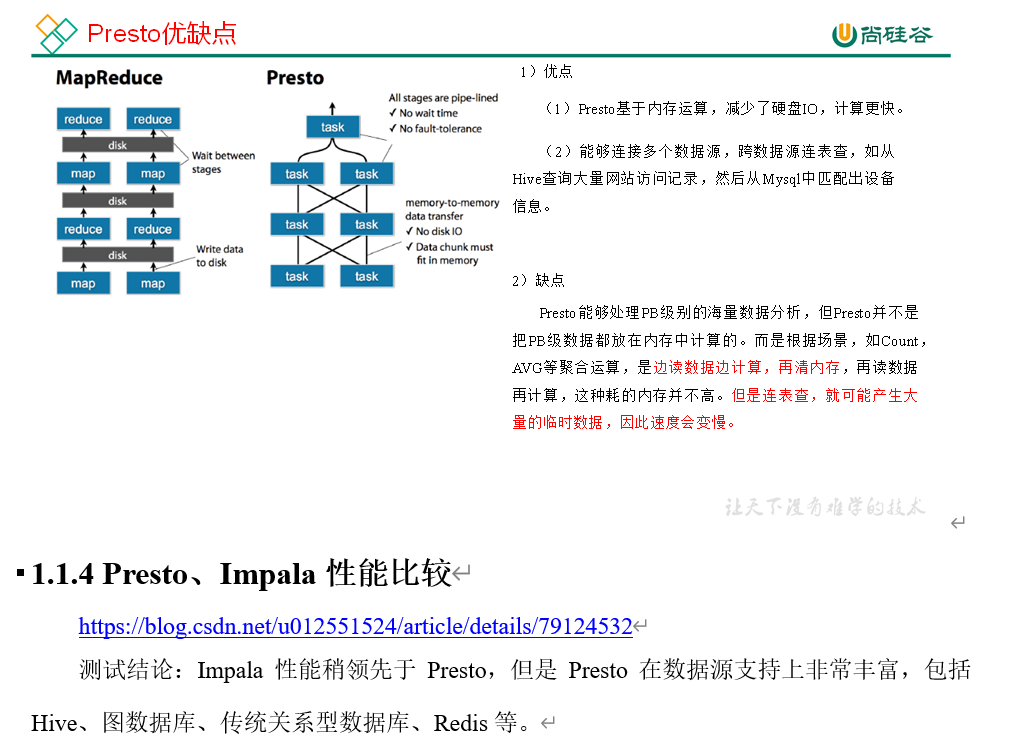 Presto优缺点
尚硅谷
MapReduce
reduce
reduce
disk
map
map
disk
reduce
reduce
disk
map
map
Wait between
stages
Write data
to disk
Presto
All stages are pipe-lined
✓ No wait time
✓ No fault-tolerance
task
task
task
task
task
task
task
memory-to-memory
data transfer
✓ No disk IO
✓ Data chunk must
fit in memory
1）优点
（1）Presto基于内存运算，减少了硬盘IO，计算更快。
（2）能够连接多个数据源，跨数据源连表查，如从
Hive查询大量网站访问记录，然后从Mysql中匹配出设备
信息。
2）缺点
Presto能够处理PB级别的海量数据分析，但Presto并不是
把PB级数据都放在内存中计算的。而是根据场景，如Count，
AVG等聚合运算，是边读数据边计算，再清内存，再读数据
再计算，这种耗的内存并不高。但是连表查，就可能产生大
量的临时数据，因此速度会变慢。
让天下没有难学的技术
1.1.4 Presto、Impala 性能比较
https://blog.csdn.net/u012551524/article/details/79124532
测试结论：Impala 性能稍领先于 Presto，但是 Presto 在数据源支持上非常丰富，包括
Hive、图数据库、传统关系型数据库、Redis 等。